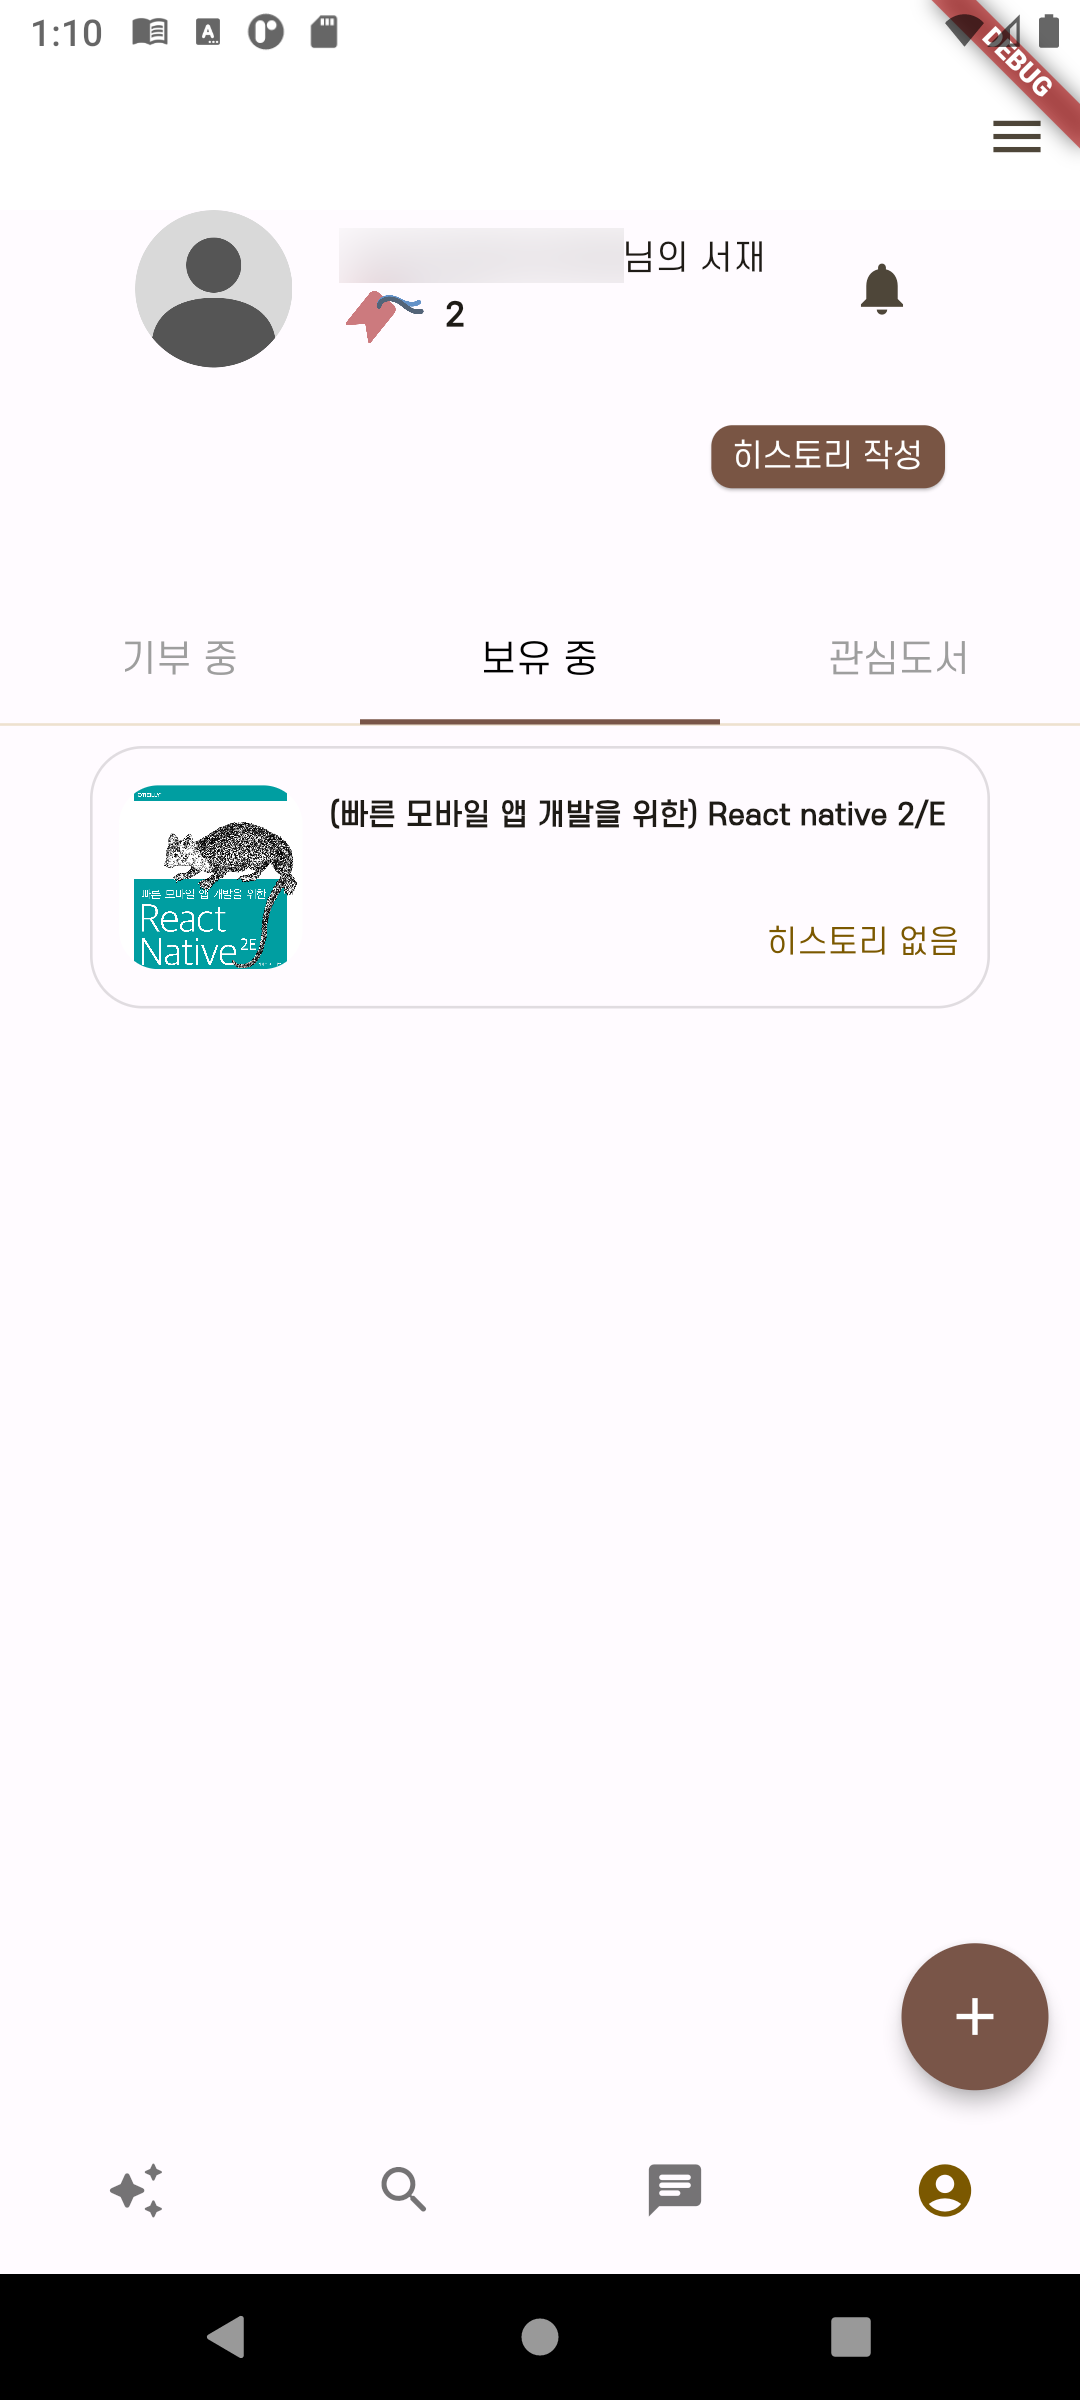 1:10
DEBUG
님의 서재
2
히스토리 작성
기부 중
보유 중
관심도서
(빠른 모바일 앱 개발을 위한) React native 2/E
O'REILLY
빠른 모바일 앱 개발을 위한
React
Native 2E
히스토리 없음